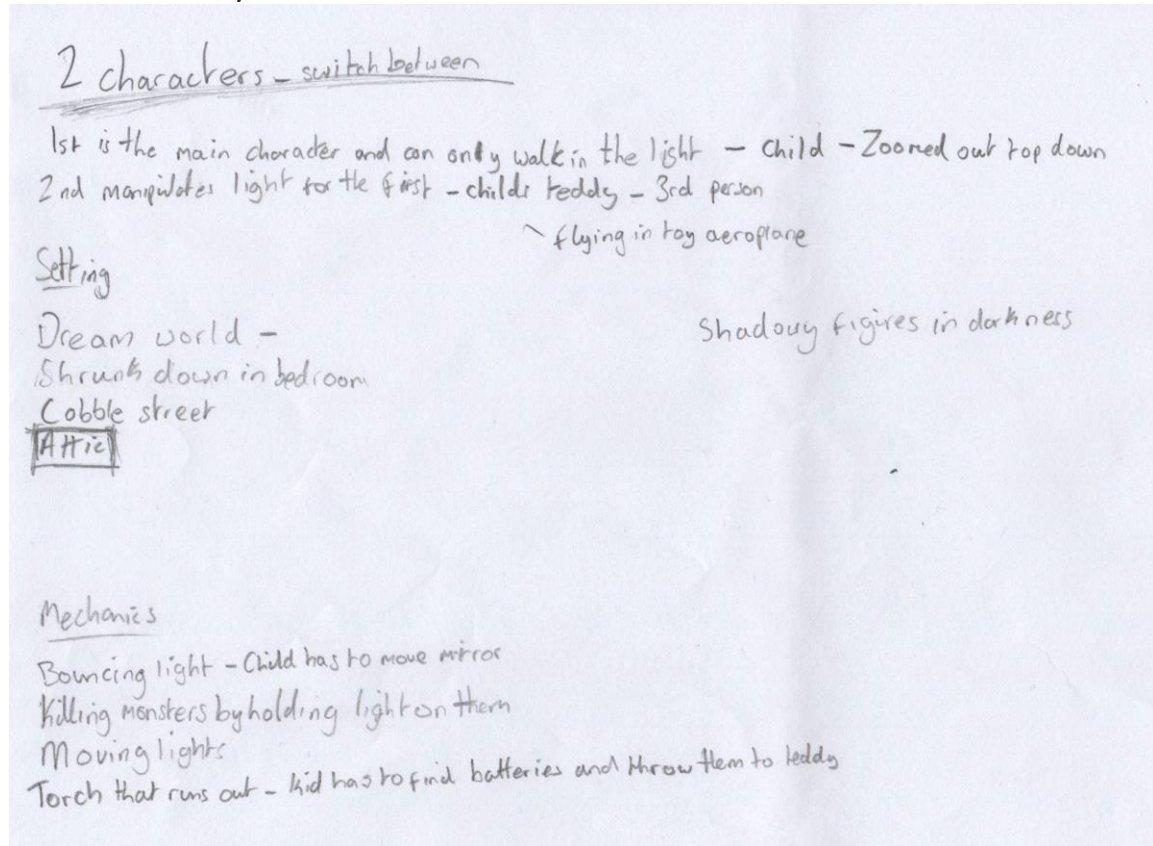 2 characters - switch between
1st is the main character and can only walk in the light - Child - Zoomed out top down
2nd manipulates light for the first - childs teddy - 3rd person
flying in toy aeroplane
Setting
Shadowy figires in darkness
Dream world -
Shrunk down in bedroom
Cobble street
Attic
Mechanics
Bouncing light - Child has to move mirror
Killing monsters by holding light on them
Moving lights
Torch that runs out - kid has to find batteries and throw them to teddy